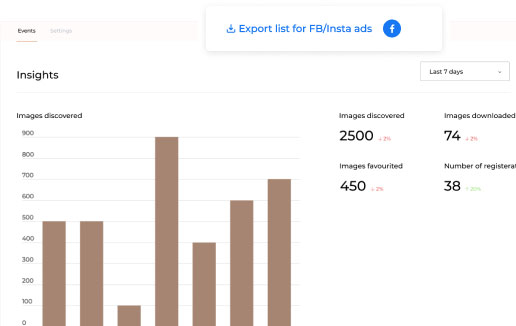 Export list for FB/Insta ads
Events Settings
Insights
Last 7 days
Images discovered
900
800
700
600
500
400
300
200
100
0
Images discovered
2500 2%
Images downloaded
74 2%
Images favourited
450 2%
Number of registerat
38 20%